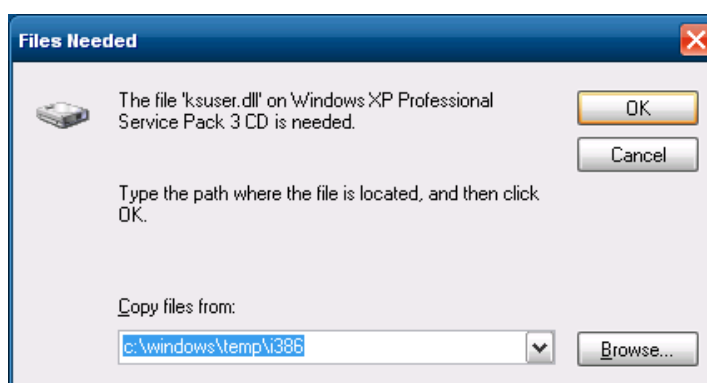 Files Needed
The file 'ksuser.dll' on Windows XP Professional
Service Pack 3 CD is needed.
OK
Cancel
Type the path where the file is located, and then click
OK.
Copy files from:
c:\windows\temp\i386
Browse...